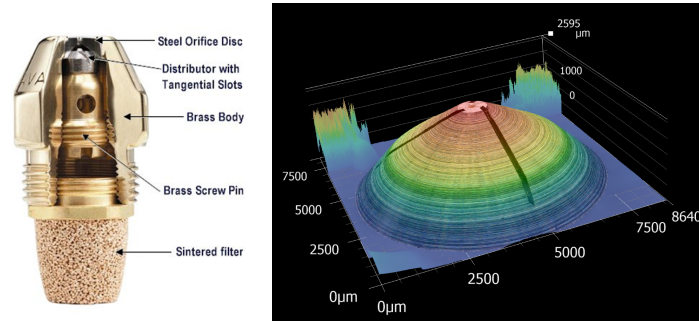 Steel Orifice Disc
Distributor with
Tangential Slots
Brass Body
Brass Screw Pin
Sintered filter
2595
µm
1000
0
7500
5000
2500
0µm
0µm
2500
5000
7500
8640